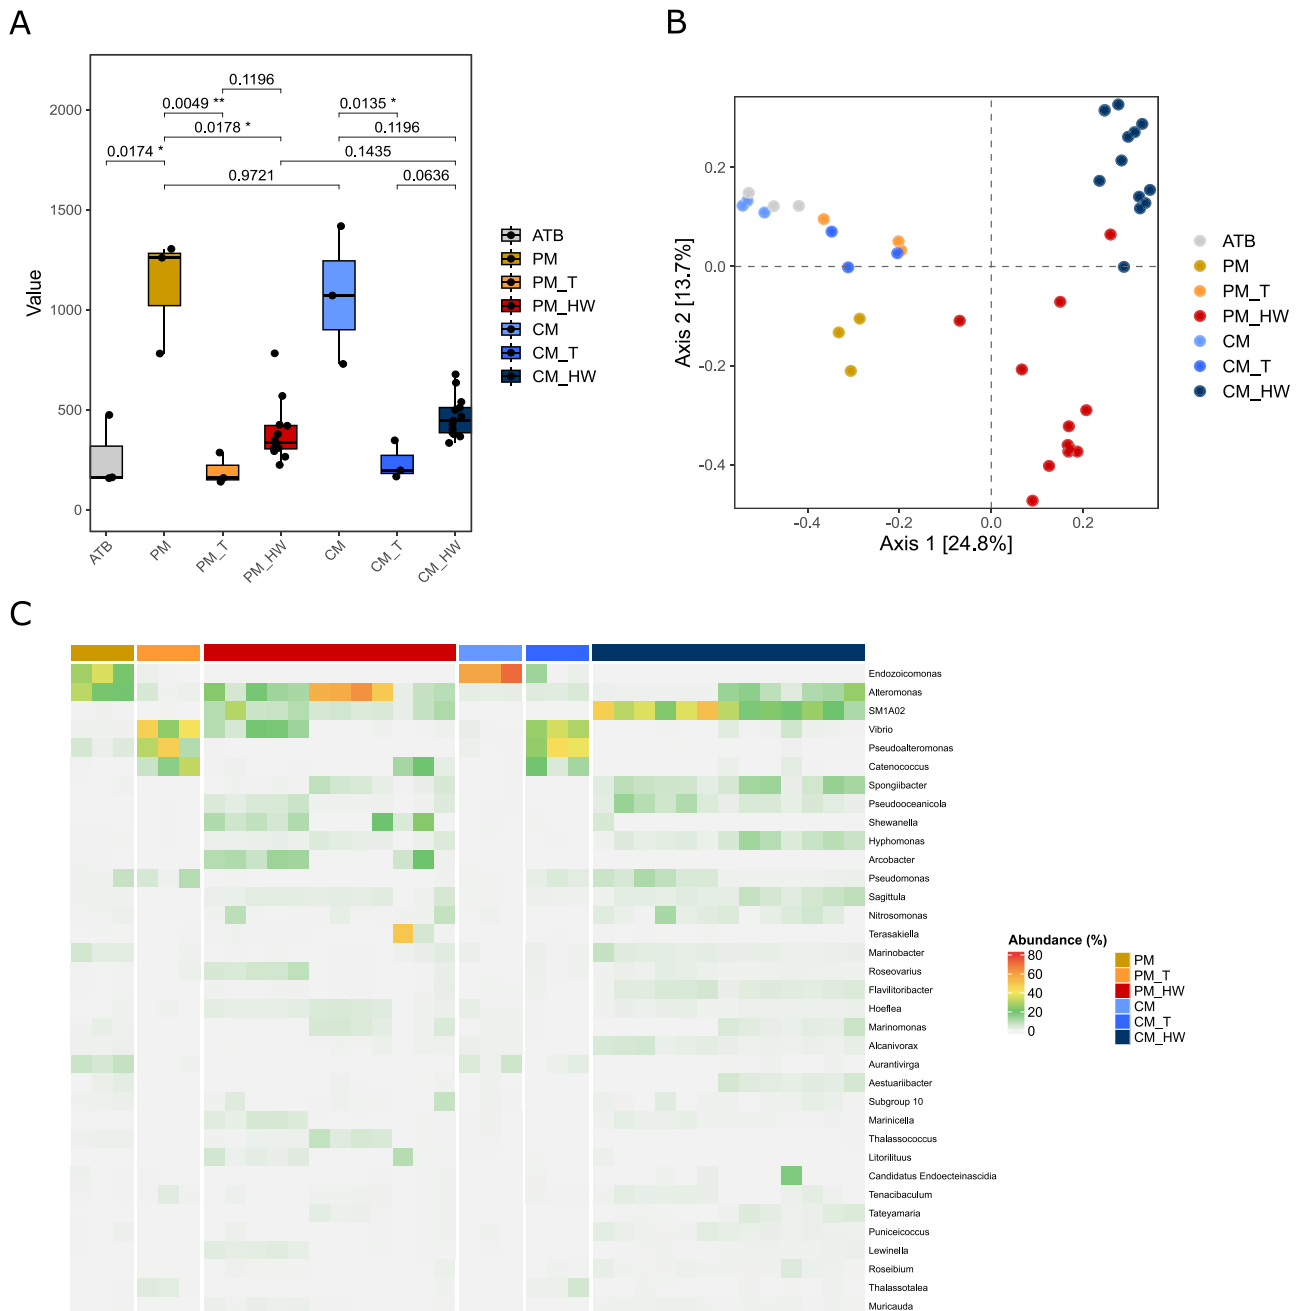 A
B
0.1196
0.0049 **
0.0135 *
0.0178 *
0.1196
0.0174 *
0.1435
0.9721
0.0636
2000
1500
1000
500
0
Value
ATB
PM
PM_T
PM_HW
CM
CM_T
CM_HW
ATB
PM
PM_T
PM_HW
CM
CM_T
CM_HW
0.2
0.0
-0.2
-0.4
Axis 2 [13.7%]
-0.4
-0.2
0.0
0.2
Axis 1 [24.8%]
ATB
PM
PM_T
PM_HW
CM
CM_T
CM_HW
C
Endozoicomonas
Alteromonas
SM1A02
Vibrio
Pseudoalteromonas
Catenococcus
Spongiibacter
Pseudooceanicola
Shewanella
Hyphomonas
Arcobacter
Pseudomonas
Sagittula
Nitrosomonas
Terasakiella
Marinobacter
Roseovarius
Flavilitoribacter
Hoeflea
Marinomonas
Alcanivorax
Aurantivirga
Aestuariibacter
Subgroup 10
Marinicella
Thalassococcus
Litorilituus
Candidatus Endoecteinascidia
Tenacibaculum
Tateyamaria
Puniceicoccus
Lewinella
Roseibium
Thalassotalea
Muricauda
Abundance (%)
80
60
40
20
0
PM
PM_T
PM_HW
CM
CM_T
CM_HW